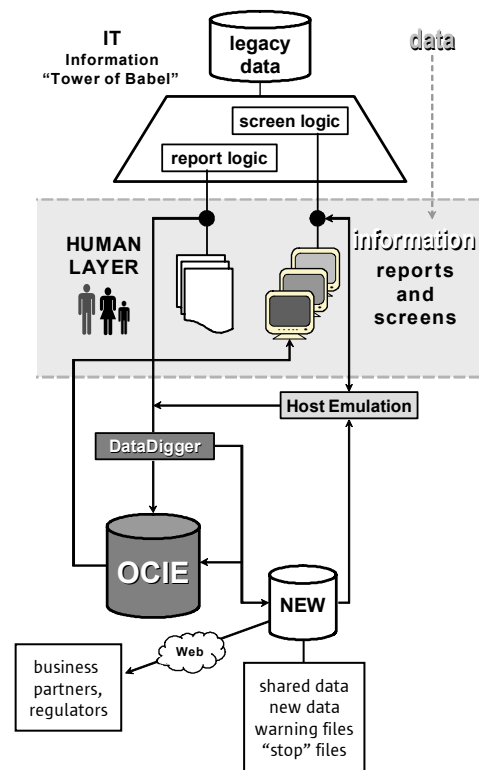 IT
Information
“Tower of Babel”
legacy
data
data
screen logic
report logic
HUMAN
LAYER
information
reports
and
screens
Host Emulation
DataDigger
OCIE
NEW
Web
business
partners,
regulators
shared data
new data
warning files
“stop” files